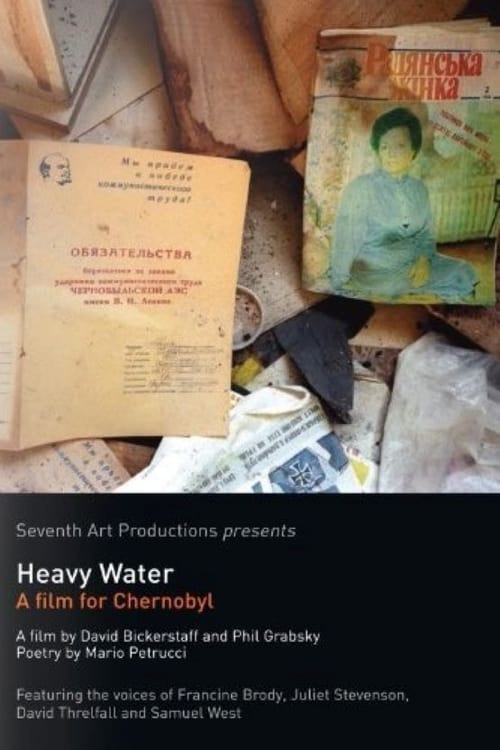 Радянська
жінка
Мы придем
к победе
коммунистического
труда!
ОБЯЗАТЕЛЬСТВА
ЧЕРНОБЫЛЬСКОЙ АЭС
имени В. И. Ленина
Seventh Art Productions presents
Heavy Water
A film for Chernobyl
A film by David Bickerstaff and Phil Grabsky
Poetry by Mario Petrucci
Featuring the voices of Francine Brody, Juliet Stevenson,
David Threlfall and Samuel West